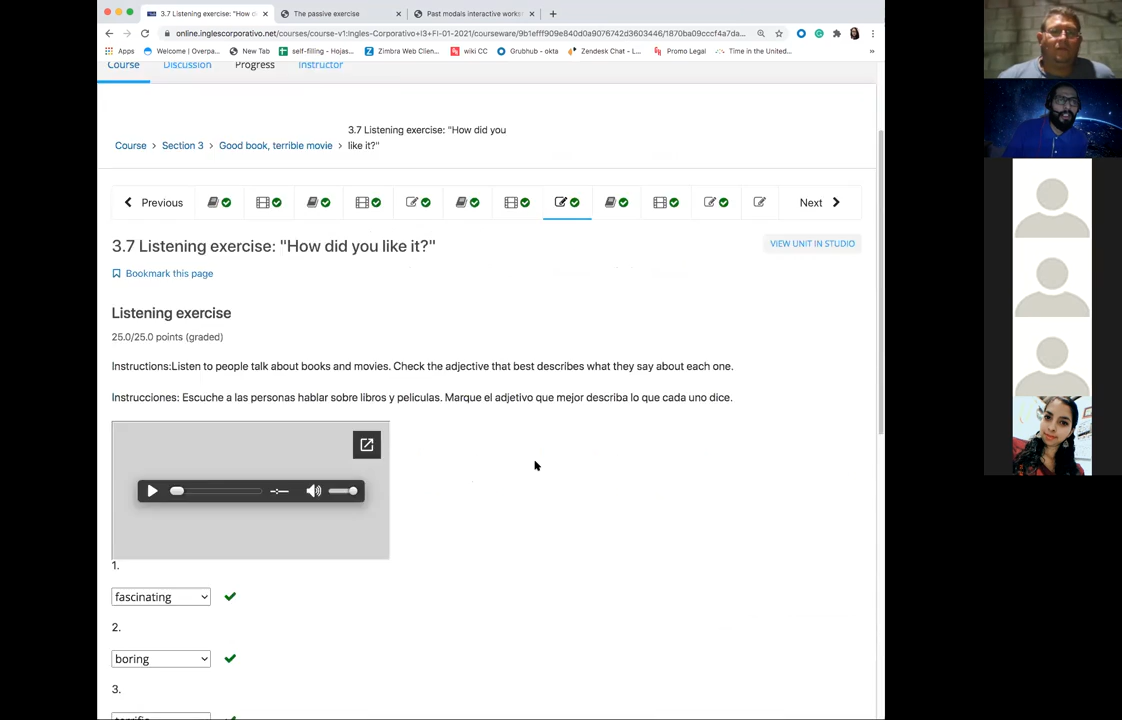 3.7 Listening exercise: "How d
The passive exercise
Past modals interactive works
online.inglescorporativo.net/courses/course-v1:Ingles-Corporativo+I3+FI-01-2021/courseware/9b1efff909e840d0a9076742d3603446/1870ba09cccf4a7da...
Apps
Welcome | Overpa...
New Tab
self-filling - Hojas...
Zimbra Web Clien...
wiki CC
Grubhub - okta
Zendesk Chat - L...
Promo Legal
Time in the United...
»
Course
Discussion
Progress
Instructor
Course > Section 3 > Good book, terrible movie > 3.7 Listening exercise: "How did you
like it?"
Previous
Next
3.7 Listening exercise: "How did you like it?"
VIEW UNIT IN STUDIO
Bookmark this page
Listening exercise
25.0/25.0 points (graded)
Instructions:Listen to people talk about books and movies. Check the adjective that best describes what they say about each one.
Instrucciones: Escuche a las personas hablar sobre libros y peliculas. Marque el adjetivo que mejor describa lo que cada uno dice.
1.
fascinating
2.
boring
3.
terrific